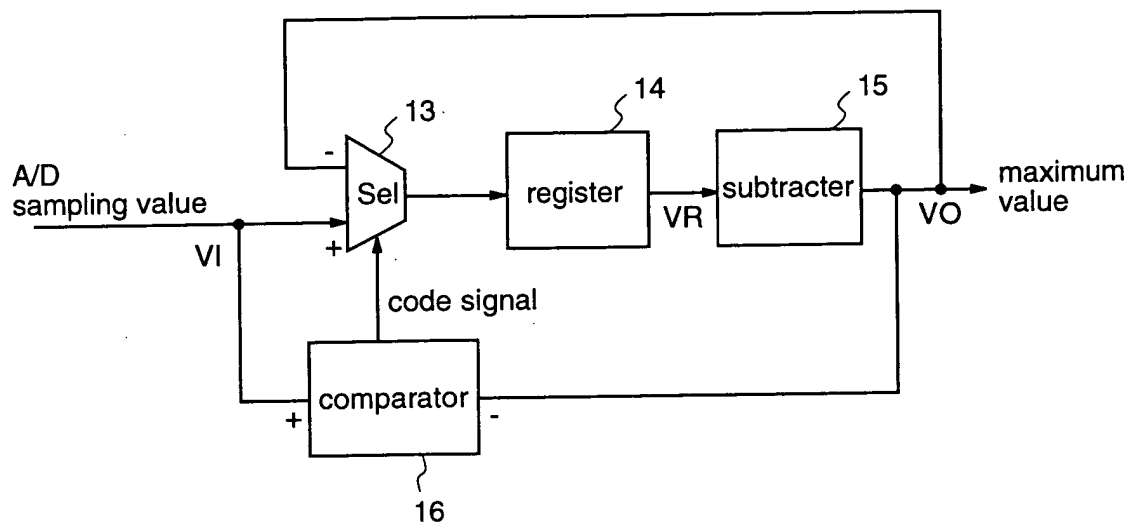 15
14
13
-
A/D
sampling value
Sel
register
subtracter
maximum
value
VR
VO
VI
+
code signal
comparator
+
-
16